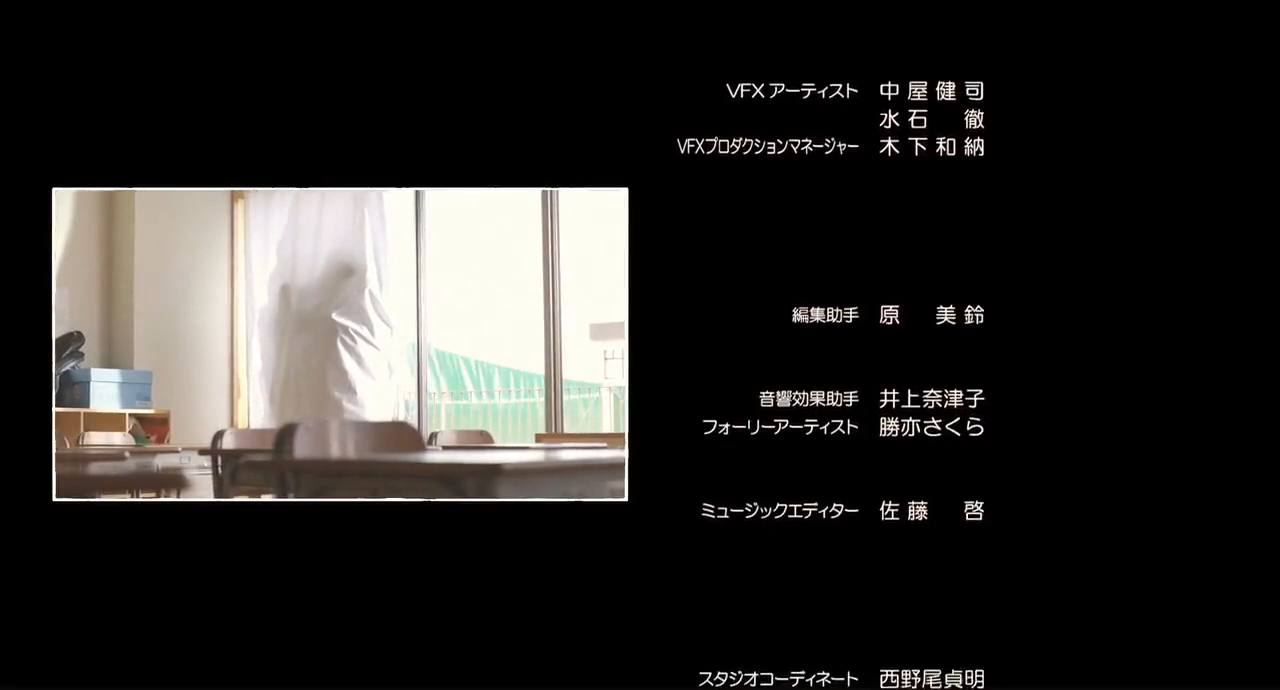 VFX アーティスト 中屋健司
水石 徹
VFXプロダクションマネージャー 木下和納
編集助手 原 美鈴
音響効果助手 井上奈津子
フォーリーアーティスト 勝亦さくら
ミュージックエディター 佐藤 啓
スタジオコーディネート 西野尾貞明